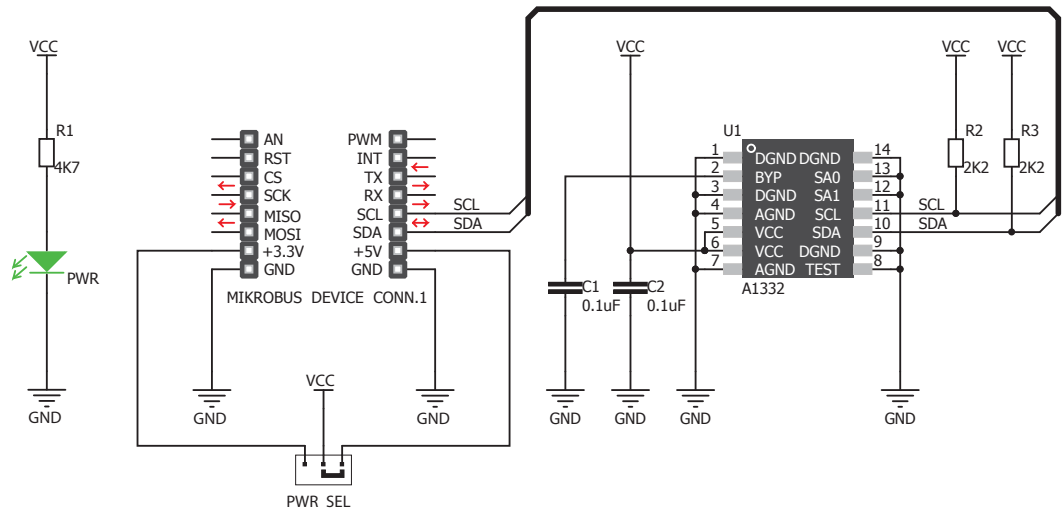 VCC
R1
4K7
PWR
AN
RST
CS
SCK
MISO
MOSI
+3.3V
GND
PWM
INT
TX
RX
SCL
SDA
+5V
GND
SCL
SDA
MIKROBUS DEVICE CONN.1
GND
GND
GND
VCC
PWR SEL
VCC
C1
0.1uF
C2
0.1uF
GND
GND
GND
GND
U1
1 DGND DGND 14
2 BYP SA0 13
3 DGND SA1 12
4 AGND SCL 11 SCL
5 VCC SDA 10 SDA
6 VCC DGND 9
7 AGND TEST 8
A1332
VCC
VCC
R2
2K2
R3
2K2